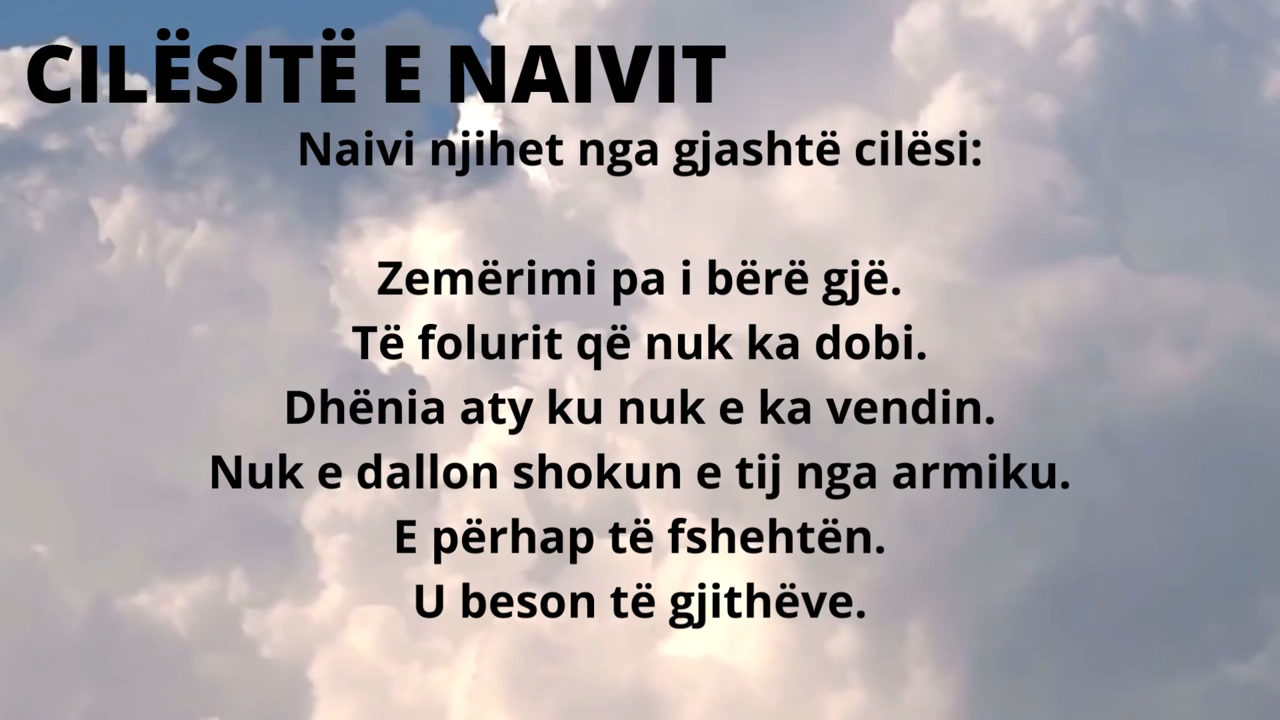 CILËSITË E NAIVIT
Naivi njihet nga gjashtë cilësi:
Zemërimi pa i bërë gjë.
Të folurit që nuk ka dobi.
Dhënia aty ku nuk e ka vendin.
Nuk e dallon shokun e tij nga armiku.
E përhap të fshehtën.
U beson të gjithëve.